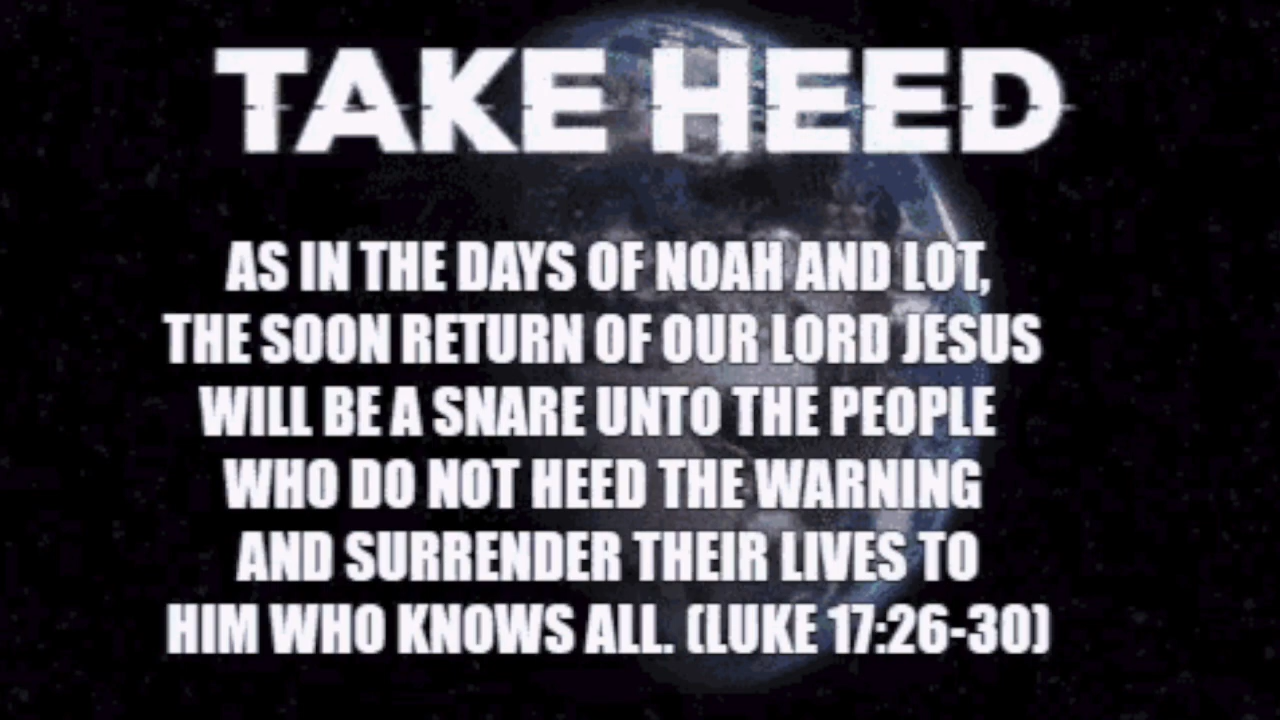 TAKE HEED
AS IN THE DAYS OF NOAH AND LOT,
THE SOON RETURN OF OUR LORD JESUS
WILL BE A SNARE UNTO THE PEOPLE
WHO DO NOT HEED THE WARNING
AND SURRENDER THEIR LIVES TO
HIM WHO KNOWS ALL. (LUKE 17:26-30)